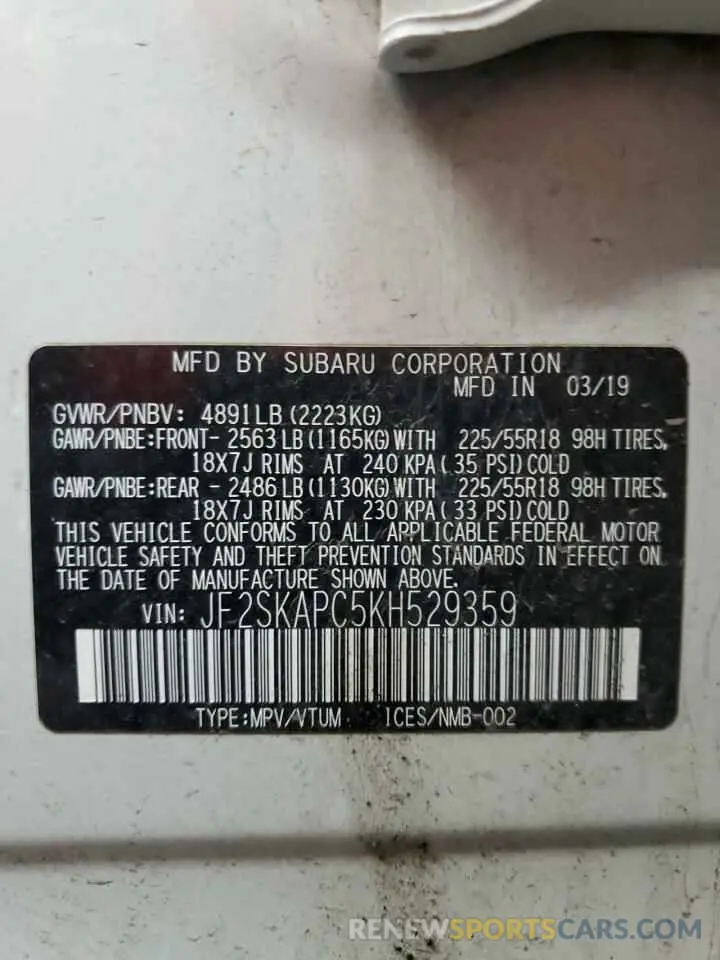 MFD BY SUBARU CORPORATION
MFD IN 03/19
GVWR/PNBV: 4891LB (2223KG)
GAWR/PNBE:FRONT- 2563 LB (1165KG) WITH 225/55R18 98H TIRES,
18X7J RIMS AT 240 KPA ( 35 PSI) COLD
GAWR/PNBE:REAR - 2486 LB (1130KG) WITH 225/55R18 98H TIRES,
18X7J RIMS AT 230 KPA ( 33 PSI) COLD
THIS VEHICLE CONFORMS TO ALL APPLICABLE FEDERAL MOTOR
VEHICLE SAFETY AND THEFT PREVENTION STANDARDS IN EFFECT ON
THE DATE OF MANUFACTURE SHOWN ABOVE.
VIN: JF2SKAPC5KH529359
TYPE:MPV/VTUM ICES/NMB-002
RENEWSPORTSCARS.COM